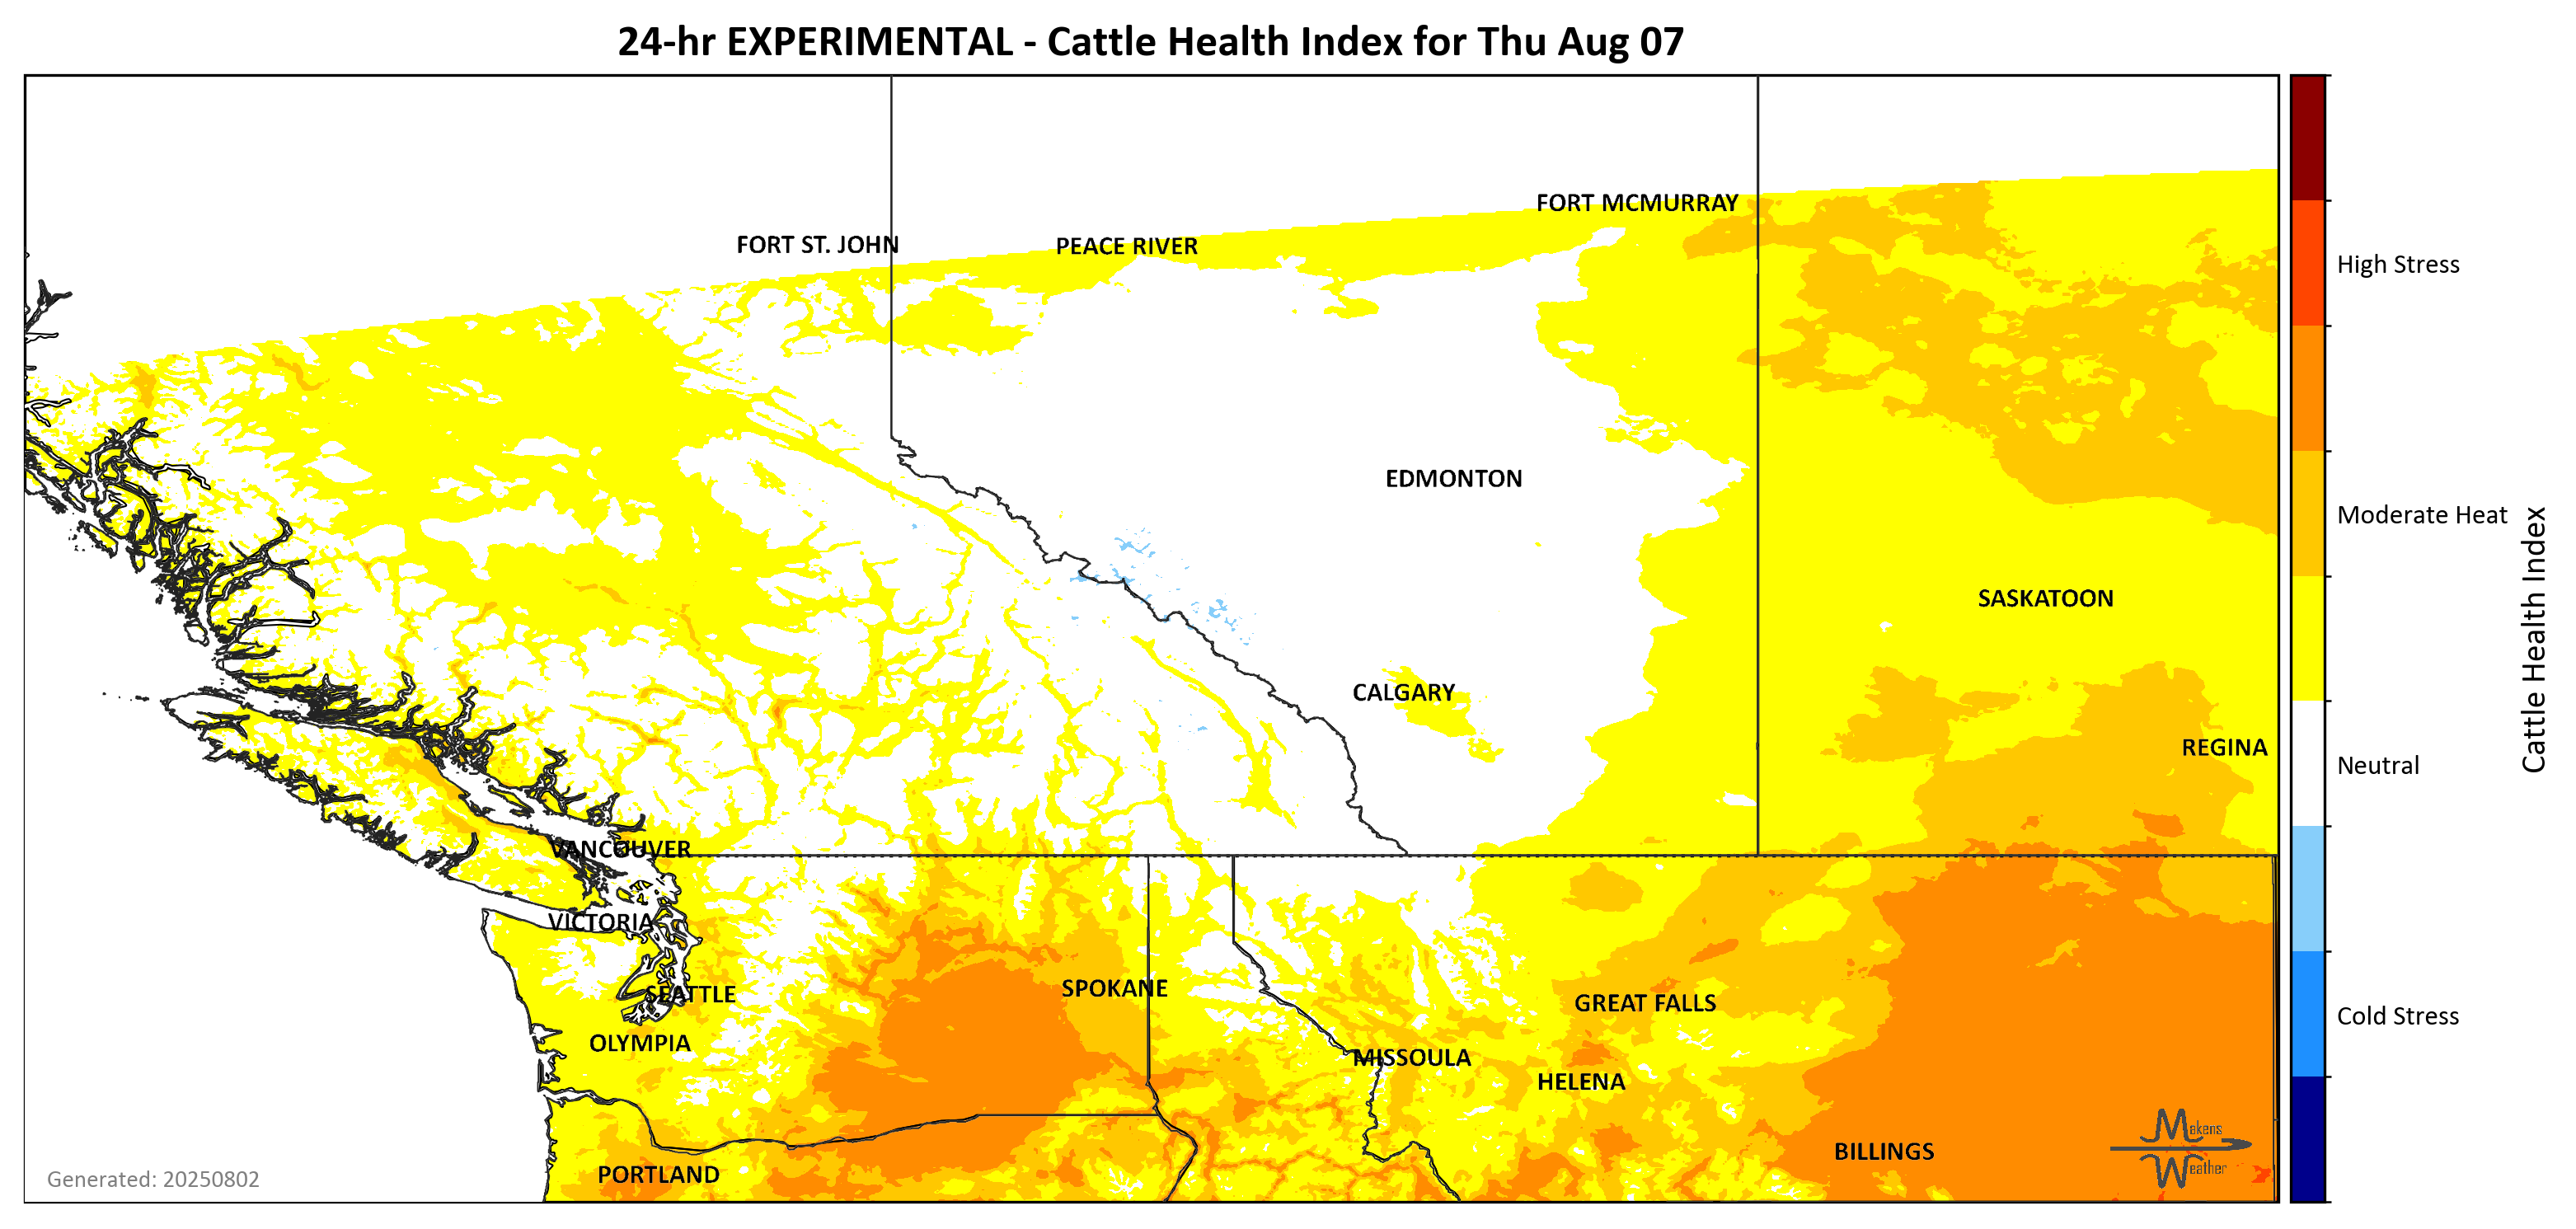 24-hr EXPERIMENTAL - Cattle Health Index for Thu Aug 07
FORT MCMURRAY
FORT ST. JOHN
PEACE RIVER
High Stress
EDMONTON
Moderate Heat
SASKATOON
CALGARY
REGINA
Neutral
Cattle Health Index
VANCOUVER
VICTORIA
SEATTLE
SPOKANE
GREAT FALLS
Cold Stress
OLYMPIA
MISSOULA
HELENA
Makens
Weather
BILLINGS
PORTLAND
Generated: 20250802